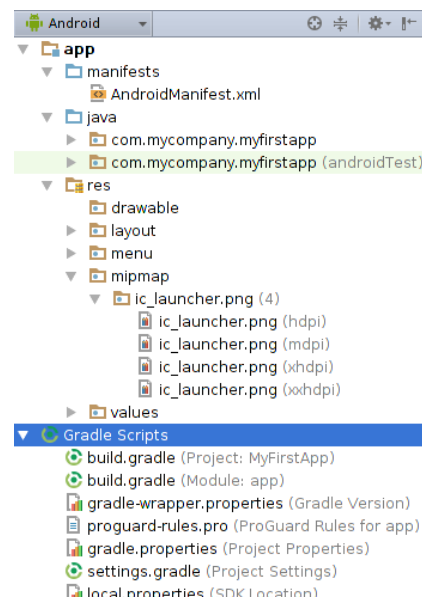 Android
app
manifests
AndroidManifest.xml
java
com.mycompany.myfirstapp
com.mycompany.myfirstapp (androidTest)
res
drawable
layout
menu
mipmap
ic_launcher.png (4)
ic_launcher.png (hdpi)
ic_launcher.png (mdpi)
ic_launcher.png (xhdpi)
ic_launcher.png (xxhdpi)
values
Gradle Scripts
build.gradle (Project: MyFirstApp)
build.gradle (Module: app)
gradle-wrapper.properties (Gradle Version)
proguard-rules.pro (ProGuard Rules for app)
gradle.properties (Project Properties)
settings.gradle (Project Settings)
local.properties (SDK Location)